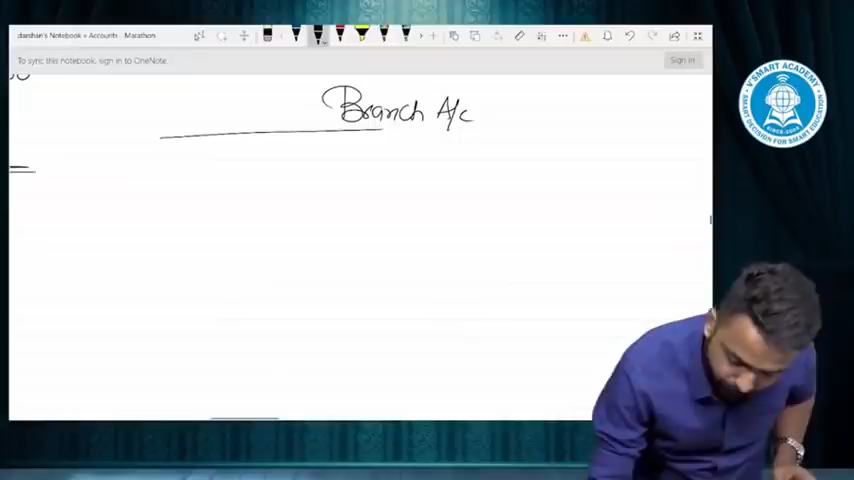 darshan's Notebook » Accounts Marathon
To sync this notebook, sign in to OneNote.
Sign in
Branch A/c
V'SMART ACADEMY
SMART DECISION FOR SMART EDUCATION